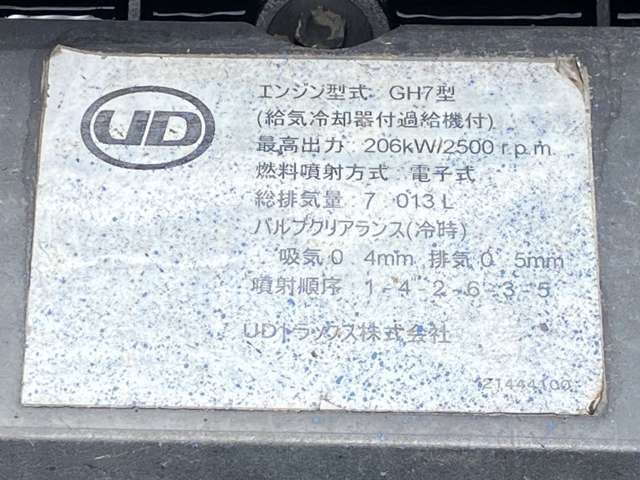 UD
エンジン型式：GH7型
(給気冷却器付過給機付)
最高出力：206kW/2500 r.p.m.
燃料噴射方式：電子式
総排気量：7 013 L
バルブクリアランス(冷時)
吸気0 4mm 排気0 5mm
噴射順序：1-4-2-6-3-5
UDトラックス株式会社
21444100